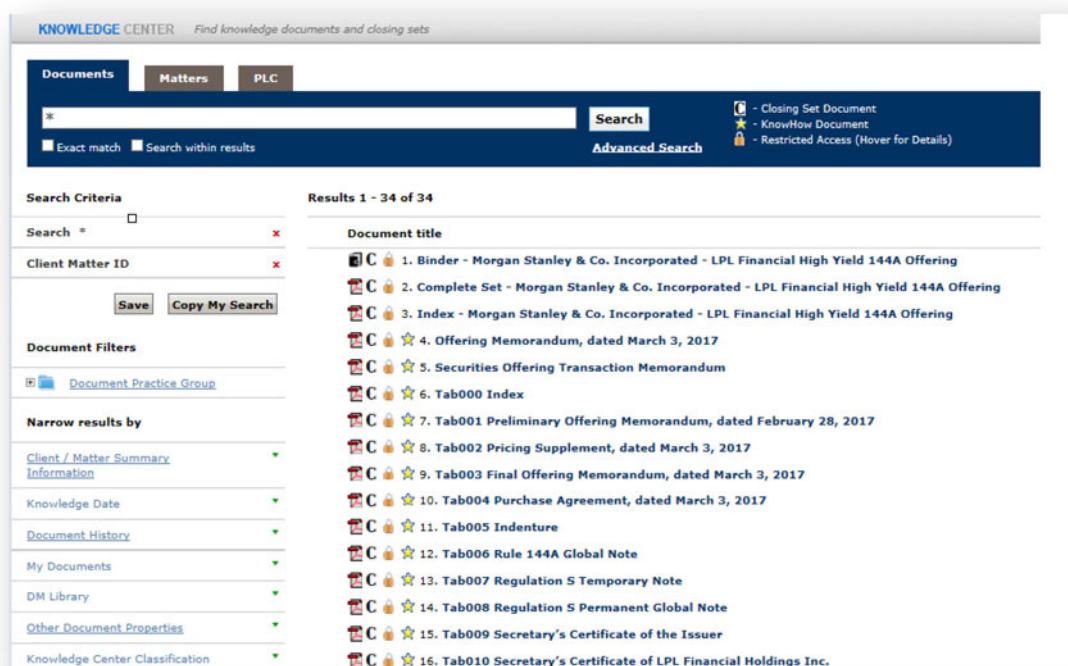 KNOWLEDGE CENTER Find knowledge documents and closing sets
Documents
Matters
PLC
*
Search
Exact match
Search within results
Advanced Search
C - Closing Set Document
- KnowHow Document
- Restricted Access (Hover for Details)
Search Criteria
Search *
x
Client Matter ID
x
Save
Copy My Search
Document Filters
Document Practice Group
Narrow results by
Client / Matter Summary
Information
Knowledge Date
Document History
My Documents
DM Library
Other Document Properties
Knowledge Center Classification
Results 1 - 34 of 34
Document title
C 1. Binder - Morgan Stanley & Co. Incorporated - LPL Financial High Yield 144A Offering
C 2. Complete Set - Morgan Stanley & Co. Incorporated - LPL Financial High Yield 144A Offering
C 3. Index - Morgan Stanley & Co. Incorporated - LPL Financial High Yield 144A Offering
C 4. Offering Memorandum, dated March 3, 2017
C 5. Securities Offering Transaction Memorandum
C 6. Tab000 Index
C 7. Tab001 Preliminary Offering Memorandum, dated February 28, 2017
C 8. Tab002 Pricing Supplement, dated March 3, 2017
C 9. Tab003 Final Offering Memorandum, dated March 3, 2017
C 10. Tab004 Purchase Agreement, dated March 3, 2017
C 11. Tab005 Indenture
C 12. Tab006 Rule 144A Global Note
C 13. Tab007 Regulation S Temporary Note
C 14. Tab008 Regulation S Permanent Global Note
C 15. Tab009 Secretary's Certificate of the Issuer
C 16. Tab010 Secretary's Certificate of LPL Financial Holdings Inc.